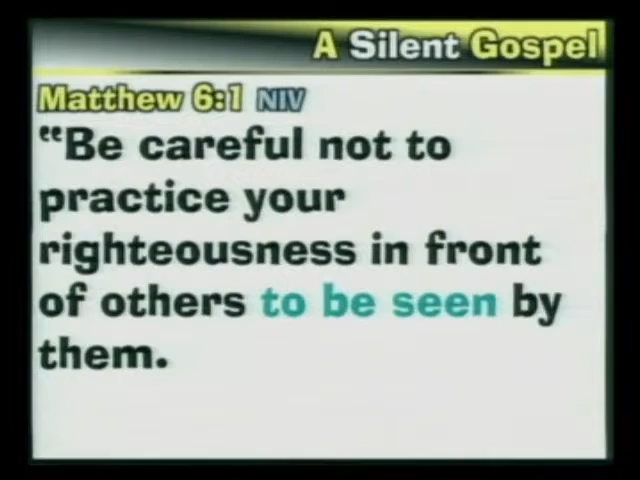 A Silent Gospel
Matthew 6:1 NIV
“Be careful not to
practice your
righteousness in front
of others to be seen by
them.